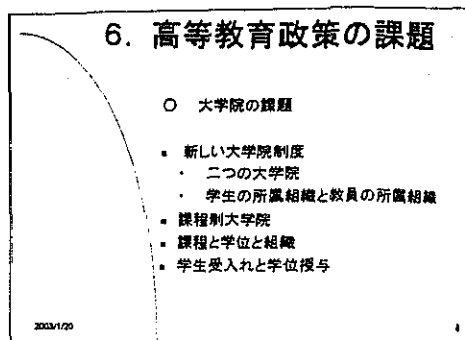 6. 高等教育政策の課題
○ 大学院の課題
▪ 新しい大学院制度
・ 二つの大学院
・ 学生の所属組織と教員の所属組織
▪ 課程制大学院
▪ 課程と学位と組織
▪ 学生受入れと学位授与
2003/1/20